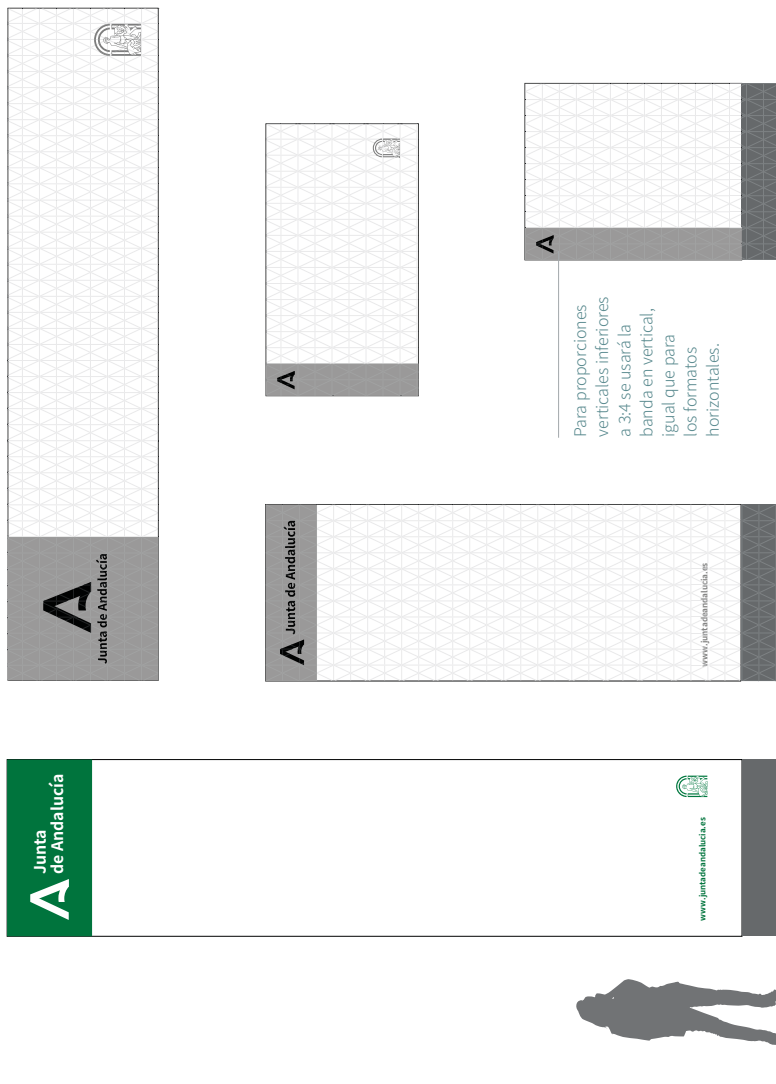 Junta
de Andalucía
www.juntadeandalucia.es
Junta de Andalucía
Junta de Andalucía
www.juntadeandalucia.es
Para proporciones
verticales inferiores
a 3:4 se usará la
banda en vertical,
igual que para
los formatos
horizontales.